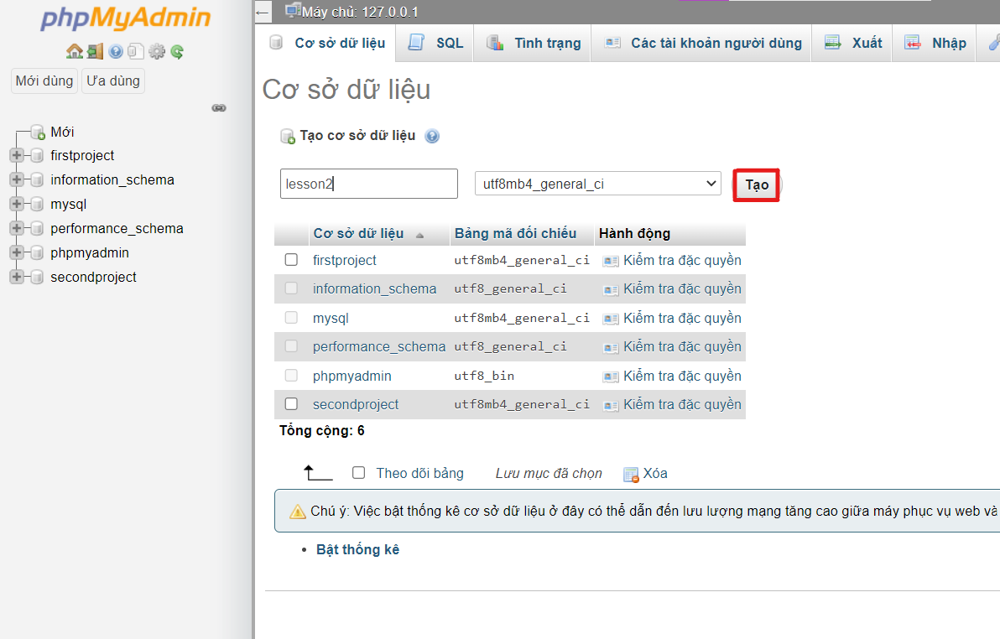 phpMyAdmin
Mới dùng Ưa dùng
Mới
firstproject
information_schema
mysql
performance_schema
phpmyadmin
secondproject
Máy chủ: 127.0.0.1
Cơ sở dữ liệu SQL Tình trạng Các tài khoản người dùng Xuất Nhập
Cơ sở dữ liệu
Tạo cơ sở dữ liệu
lesson2 utf8mb4_general_ci Tạo
Cơ sở dữ liệu Bảng mã đối chiếu Hành động
firstproject utf8mb4_general_ci Kiểm tra đặc quyền
information_schema utf8_general_ci Kiểm tra đặc quyền
mysql utf8mb4_general_ci Kiểm tra đặc quyền
performance_schema utf8_general_ci Kiểm tra đặc quyền
phpmyadmin utf8_bin Kiểm tra đặc quyền
secondproject utf8mb4_general_ci Kiểm tra đặc quyền
Tổng cộng: 6
Theo dõi bảng Lưu mục đã chọn Xóa
Chú ý: Việc bật thống kê cơ sở dữ liệu ở đây có thể dẫn đến lưu lượng mạng tăng cao giữa máy phục vụ web và
Bật thống kê